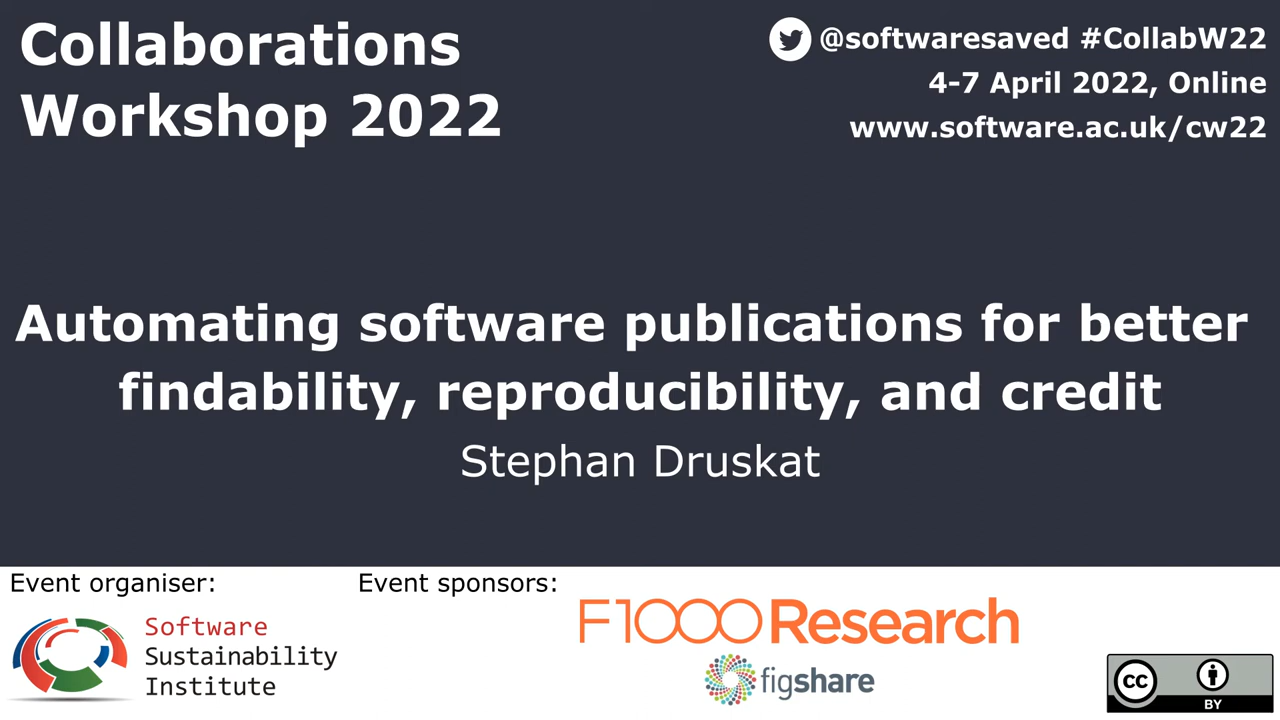 Collaborations
Workshop 2022
@softwaresaved #CollabW22
4-7 April 2022, Online
www.software.ac.uk/cw22
Automating software publications for better
findability, reproducibility, and credit
Stephan Druskat
Event organiser:
Software
Sustainability
Institute
Event sponsors:
F1000Research
figshare
cc
BY